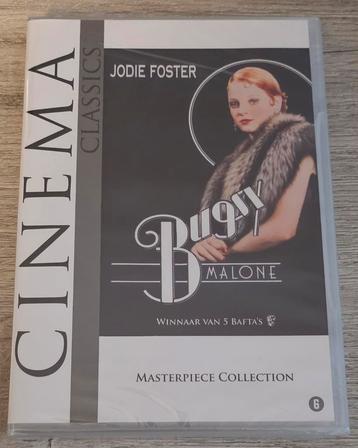 CINEMA
CLASSICS
JODIE FOSTER
Bugsy
MALONE
WINNAAR VAN 5 BAFTA'S
MASTERPIECE COLLECTION
6